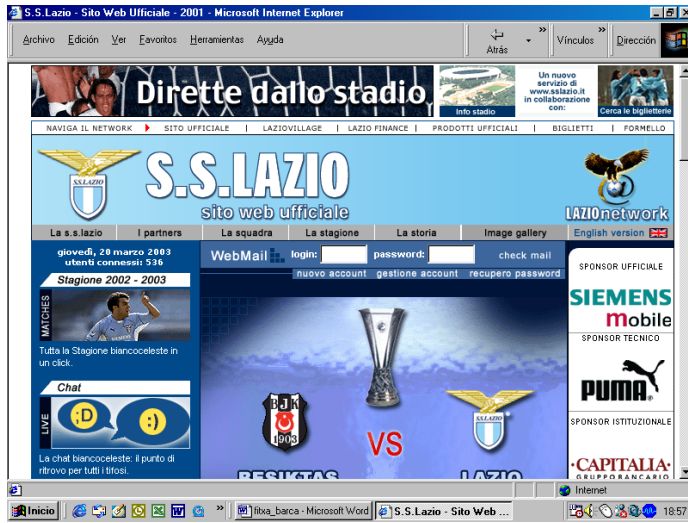 S.S.Lazio - Sito Web Ufficiale - 2001 - Microsoft Internet Explorer
Archivo Edición Ver Favoritos Herramientas Ayuda
Atrás
»
Vínculos
»
Dirección
Dirette dallo stadio
Info stadio
Un nuovo
servizio di
www.sslazio.it
in collaborazione
con:
Cerca le biglietterie
NAVIGA IL NETWORK SITO UFFICIALE | LAZIOVILLAGE | LAZIO FINANCE | PRODOTTI UFFICIALI | BIGLIETTI | FORMELLO
S.S.LAZIO
S.S.LAZIO
sito web ufficiale
LAZIOnetwork
La s.s.lazio I partners La squadra La stagione La storia Image gallery English version
giovedì, 20 marzo 2003
utenti connessi: 536
WebMail login: password: check mail
nuovo account gestione account recupero password
Stagione 2002 - 2003
MATCHES
Tutta la Stagione biancoceleste in
un click.
Chat
LIVE
;D
:)
La chat biancoceleste: il punto di
ritrovo per tutti i tifosi.
BJK
1903
VS
S.S.LAZIO
BESIKTAS
LAZIO
SPONSOR UFFICIALE
SIEMENS
mobile
SPONSOR TECNICO
PUMA
SPONSOR ISTITUZIONALE
·CAPITALIA·
GRUPPO BANCARIO
Internet
Inicio
»
fitxa_barca - Microsoft Word
S.S.Lazio - Sito Web ...
18:57